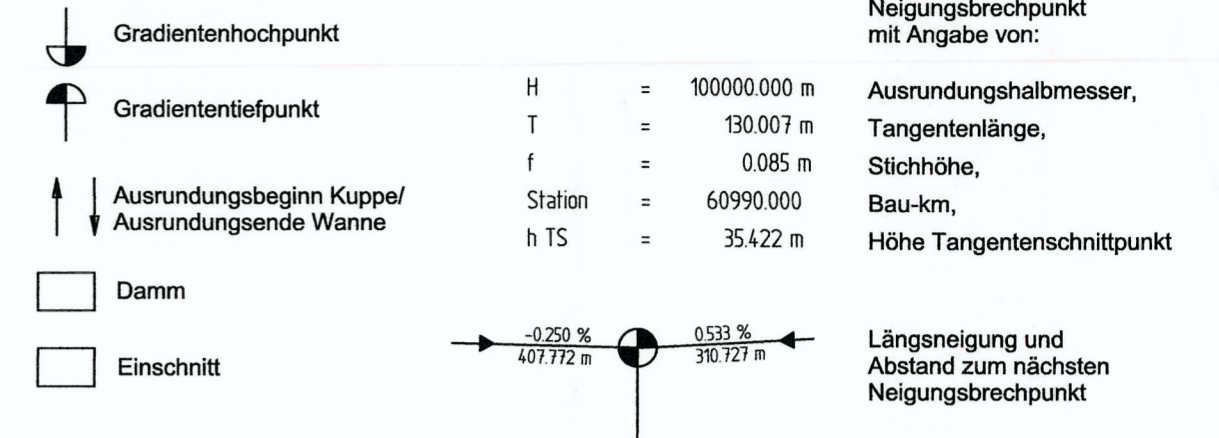 Gradientenhochpunkt
Gradiententiefpunkt
Ausrundungsbeginn Kuppe/
Ausrundungsende Wanne
Damm
Einschnitt
Neigungsbrechpunkt
mit Angabe von:
H = 100000.000 m Ausrundungshalbmesser,
T = 130.007 m Tangentenlänge,
f = 0.085 m Stichhöhe,
Station = 60990.000 Bau-km,
h TS = 35.422 m Höhe Tangentenschnittpunkt
-0.250 % 0.533 %
407.772 m 310.727 m
Längsneigung und
Abstand zum nächsten
Neigungsbrechpunkt